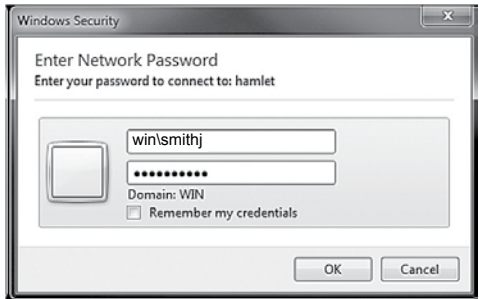 Windows Security
Enter Network Password
Enter your password to connect to: hamlet
win\smithj
••••••••••
Domain: WIN
Remember my credentials
OK
Cancel